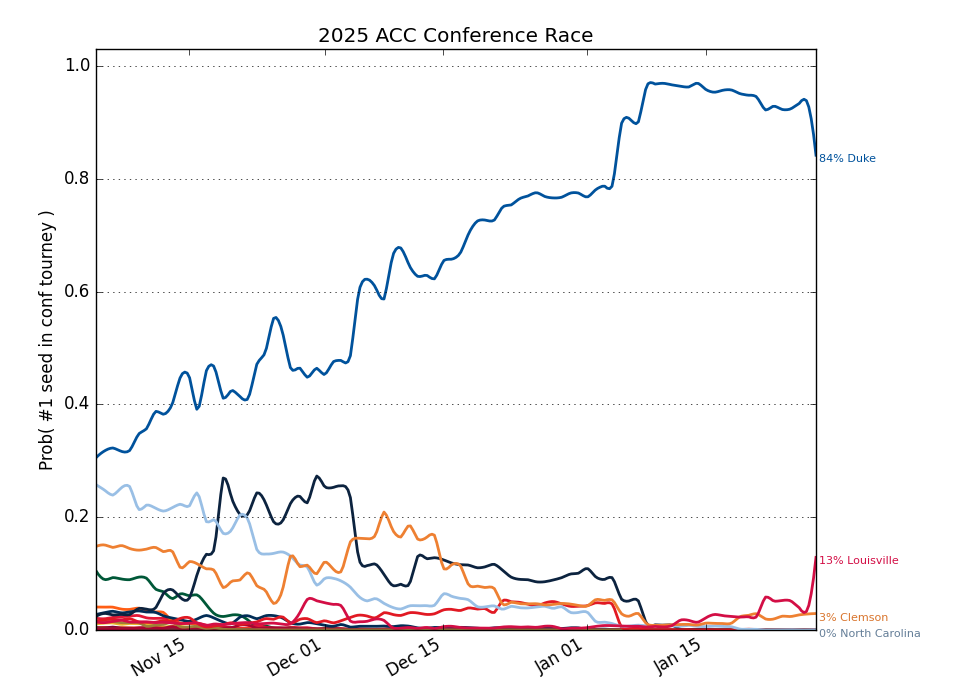 2025 ACC Conference Race
Prob( #1 seed in conf tourney )
1.0
0.8
0.6
0.4
0.2
0.0
84% Duke
13% Louisville
3% Clemson
0% North Carolina
Nov 15
Dec 01
Dec 15
Jan 01
Jan 15